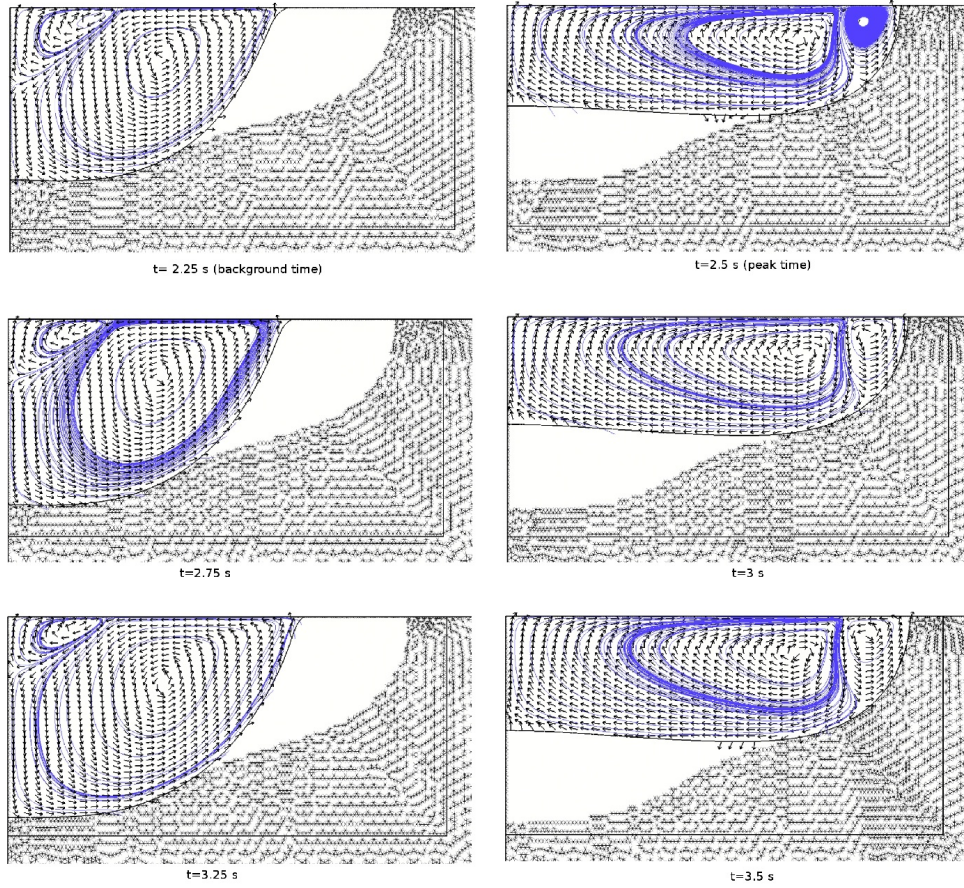 t= 2.25 s (background time)
t=2.5 s (peak time)
t=2.75 s
t=3 s
t=3.25 s
t=3.5 s